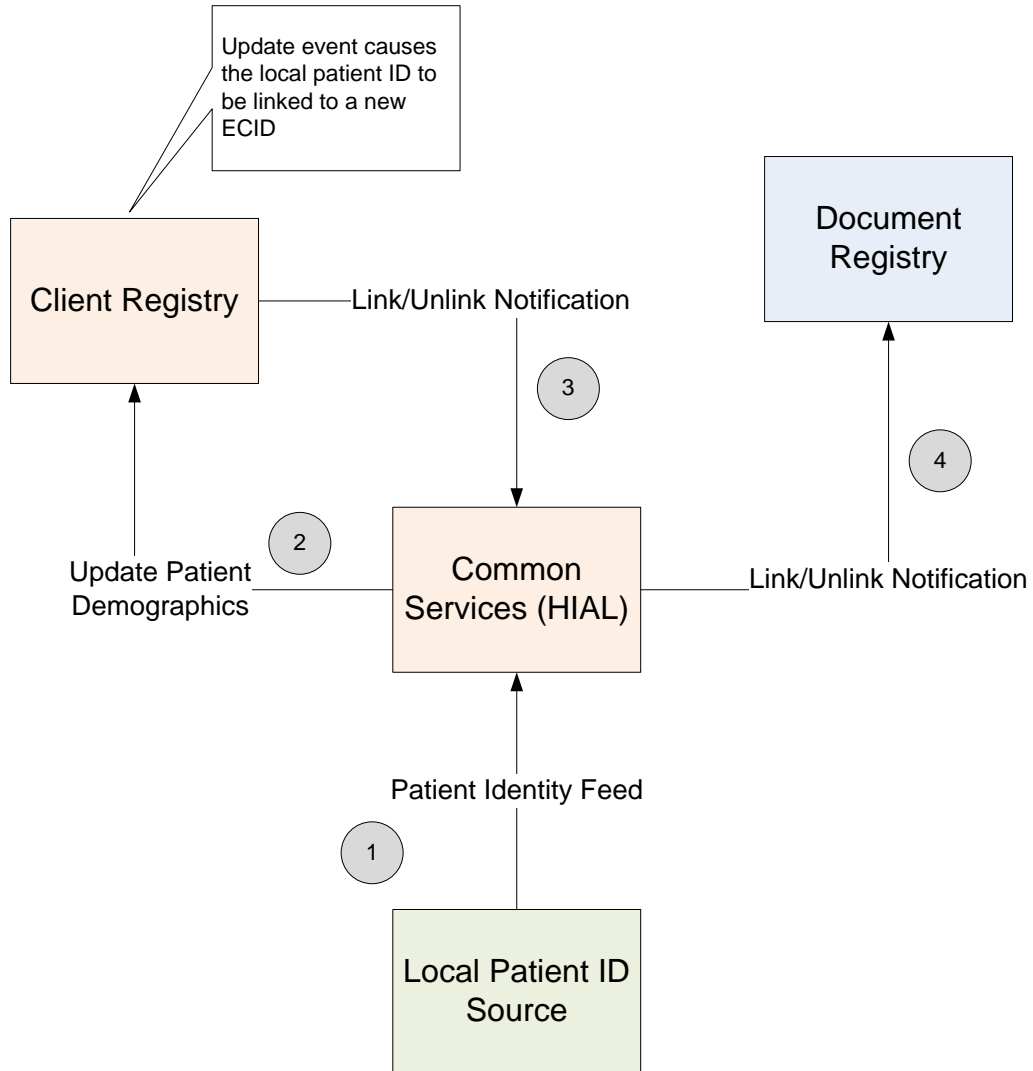 Update event causes
the local patient ID to
be linked to a new
ECID
Client Registry
Document
Registry
Link/Unlink Notification
3
4
2
Update Patient
Demographics
Common
Services (HIAL)
Link/Unlink Notification
Patient Identity Feed
1
Local Patient ID
Source